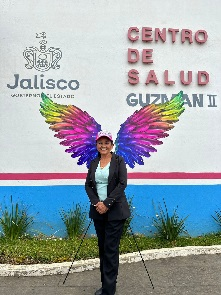 Jalisco
GOBIERNO DEL ESTADO
CENTRO
DE
SALUD
GUZMAN II